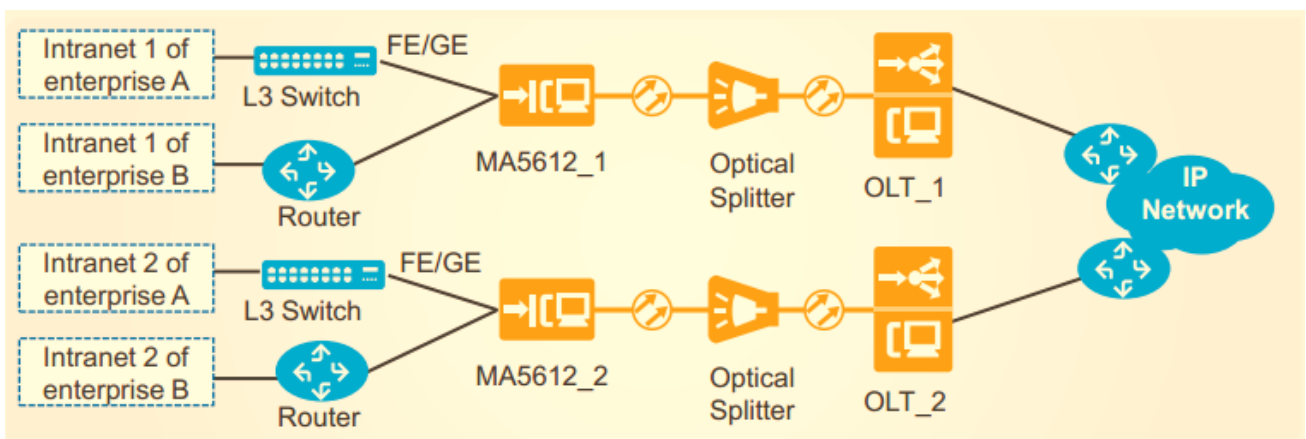 Intranet 1 of
enterprise A
L3 Switch
FE/GE
Intranet 1 of
enterprise B
Router
MA5612_1
Optical
Splitter
OLT_1
IP
Network
Intranet 2 of
enterprise A
L3 Switch
FE/GE
Intranet 2 of
enterprise B
Router
MA5612_2
Optical
Splitter
OLT_2